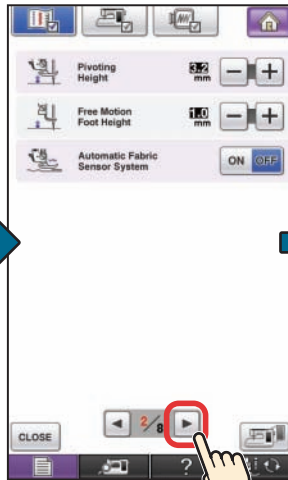 Pivoting
Height
3.2
mm
Free Motion
Foot Height
1.0
mm
Automatic Fabric
Sensor System
ON OFF
2/8
CLOSE
?